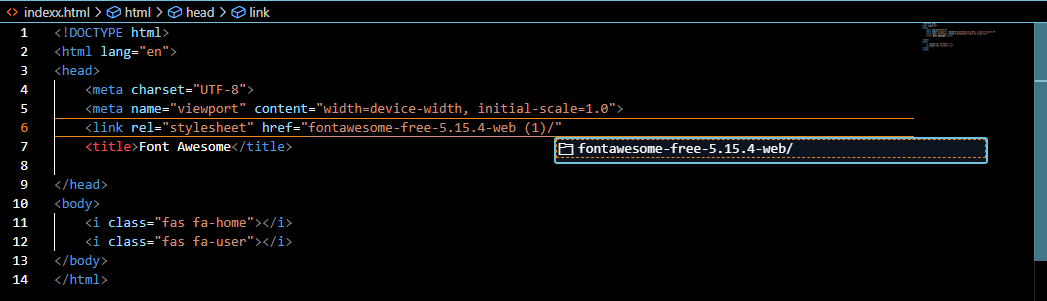 indexx.html > html > head > link
1 <!DOCTYPE html>
2 <html lang="en">
3 <head>
4 <meta charset="UTF-8">
5 <meta name="viewport" content="width=device-width, initial-scale=1.0">
6 <link rel="stylesheet" href="fontawesome-free-5.15.4-web (1)/"
fontawesome-free-5.15.4-web/
7 <title>Font Awesome</title>
8
9 </head>
10 <body>
11 <i class="fas fa-home"></i>
12 <i class="fas fa-user"></i>
13 </body>
14 </html>